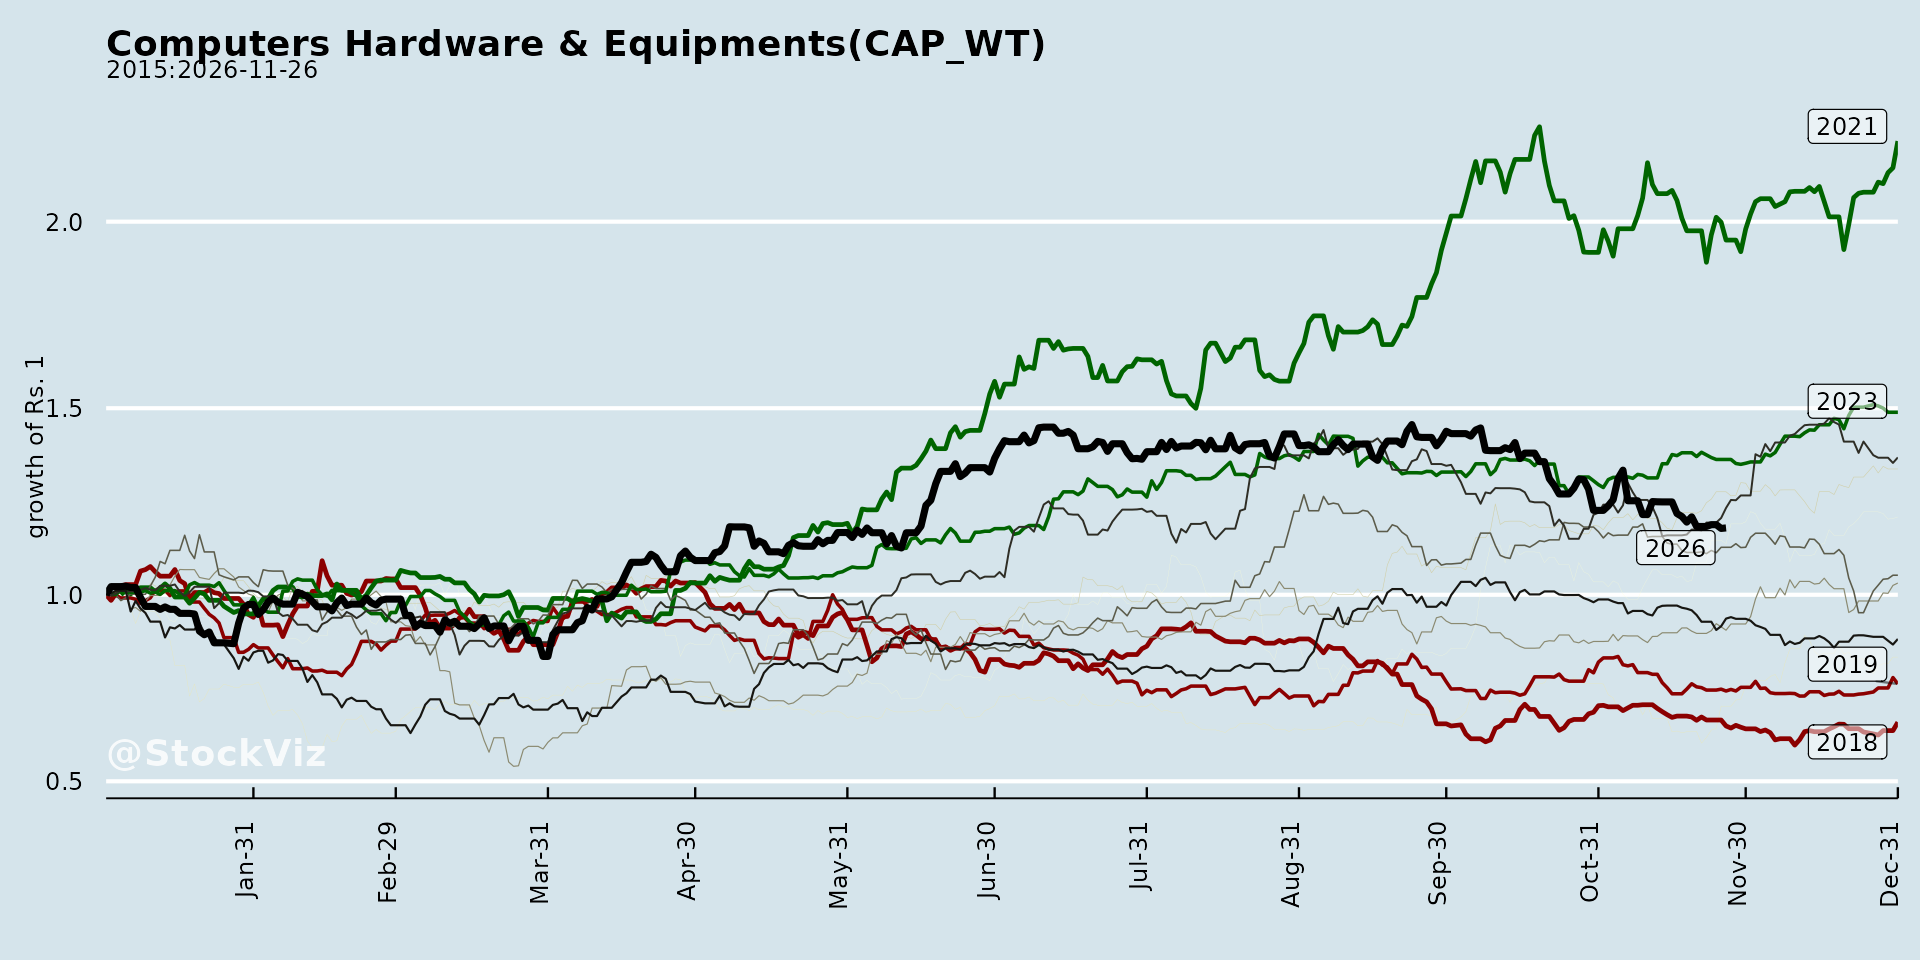 Computers Hardware & Equipments(CAP_WT)
2015:2026-11-26
growth of Rs. 1
2.0
1.5
1.0
0.5
2021
2023
2026
2019
2018
@StockViz
Jan-31
Feb-29
Mar-31
Apr-30
May-31
Jun-30
Jul-31
Aug-31
Sep-30
Oct-31
Nov-30
Dec-31